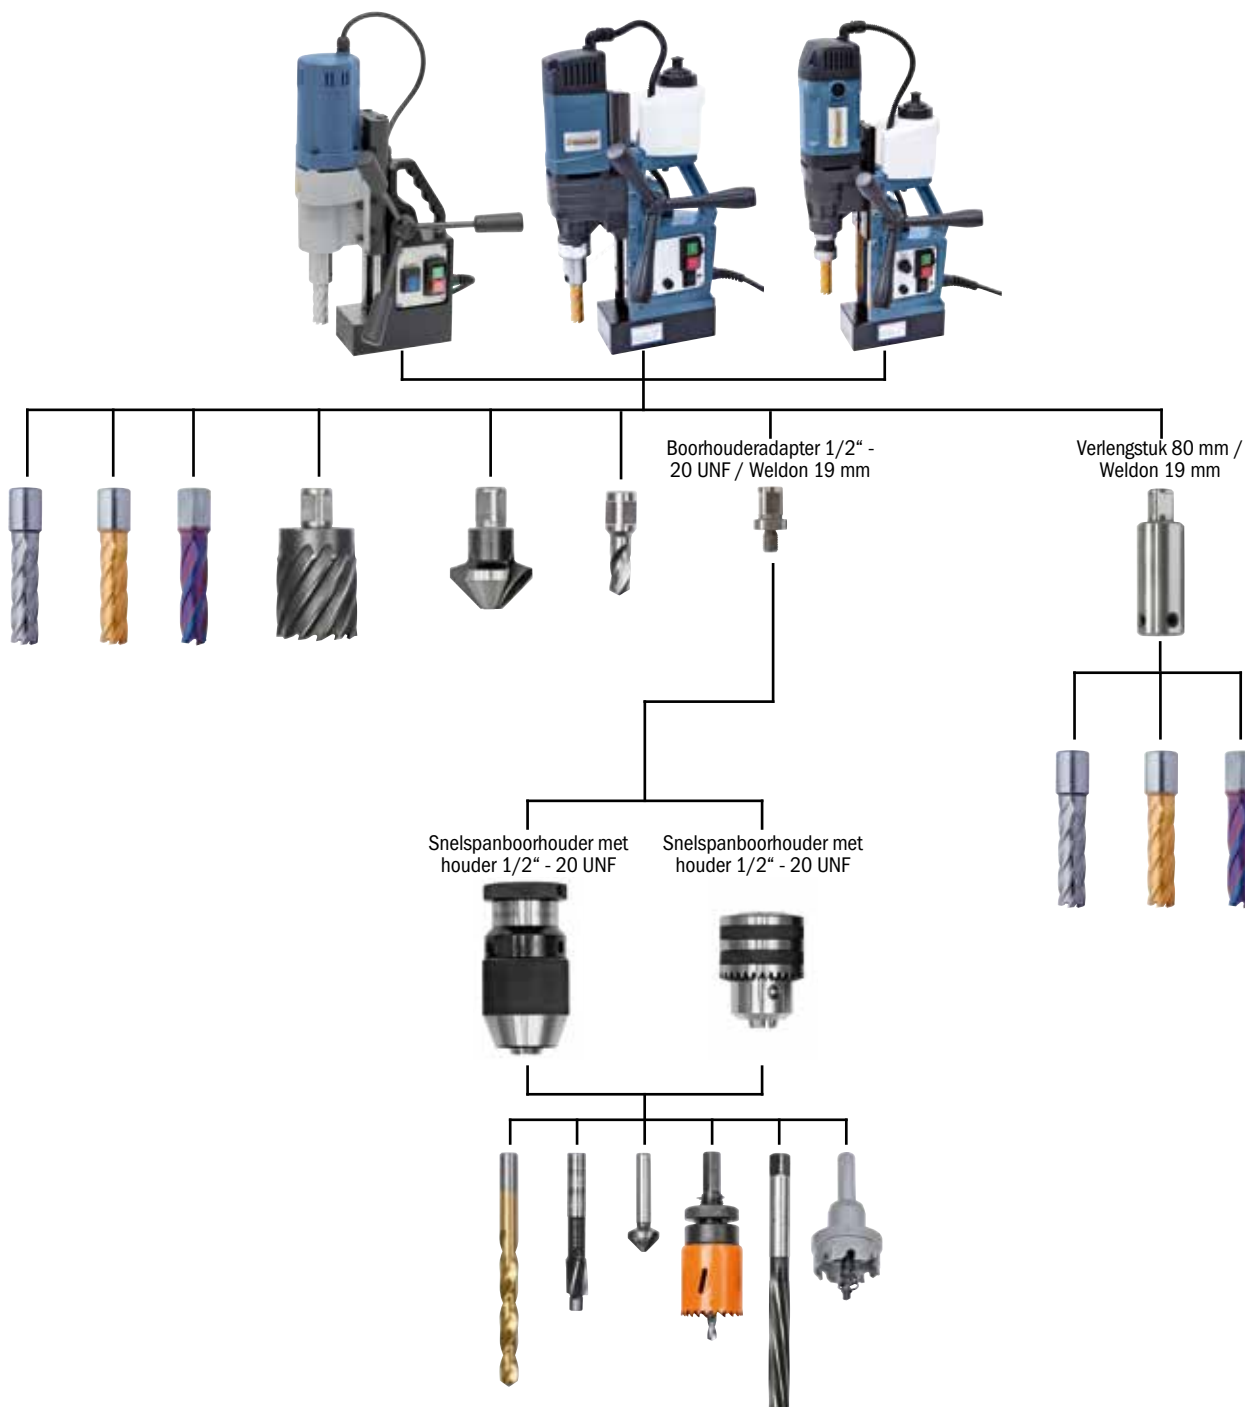 Boorhouderadapter 1/2“ -
20 UNF / Weldon 19 mm
Verlengstuk 80 mm /
Weldon 19 mm
Snelspanboorhouder met
houder 1/2“ - 20 UNF
Snelspanboorhouder met
houder 1/2“ - 20 UNF